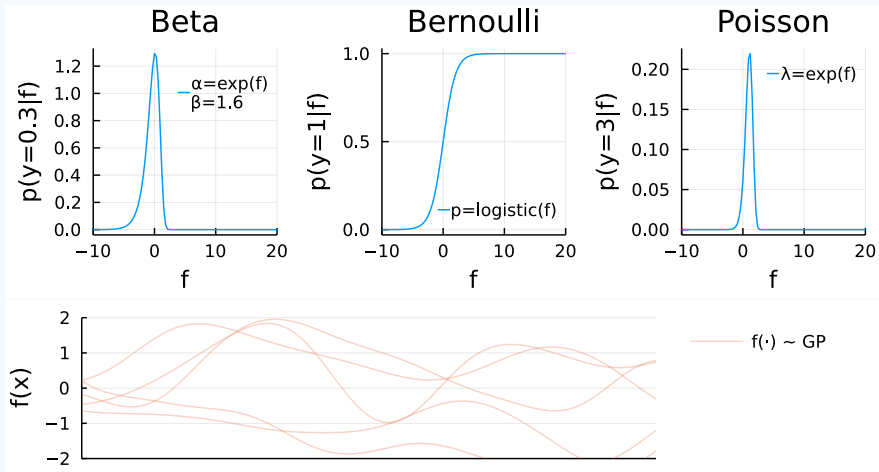 Beta
Bernoulli
Poisson
p(y=0.3|f)
1.2
1.0
0.8
0.6
0.4
0.2
0.0
α=exp(f)
β=1.6
−10
0
10
20
f
p(y=1|f)
1.0
0.5
0.0
p=logistic(f)
−10
0
10
20
f
p(y=3|f)
0.20
0.15
0.10
0.05
0.00
λ=exp(f)
−10
0
10
20
f
f(x)
2
1
0
−1
−2
f(·) ~ GP